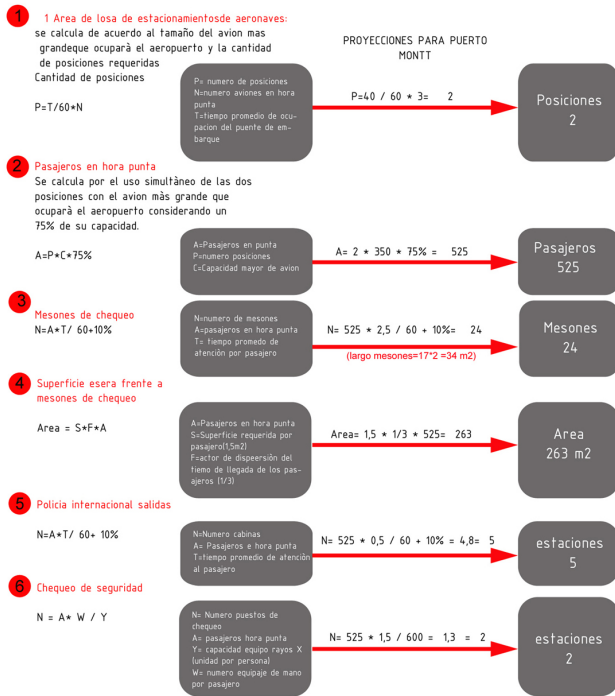 1
1 Area de losa de estacionamientosde aeronaves:
se calcula de acuerdo al tamaño del avion mas
grandeque ocuparà el aeropuerto y la cantidad
de posiciones requeridas
Cantidad de posiciones
P=T/60*N
PROYECCIONES PARA PUERTO
MONTT
P= numero de posiciones
N=numero aviones en hora
punta
T=tiempo promedio de ocu-
pacion del puente de em-
barque
P=40 / 60 * 3= 2
Posiciones
2
2
Pasajeros en hora punta
Se calcula por el uso simultàneo de las dos
posiciones con el avion màs grande que
ocuparà el aeropuerto considerando un
75% de su capacidad.
A=P*C*75%
A=Pasajeros en punta
P=numero posiciones
C=Capacidad mayor de avion
A= 2 * 350 * 75% = 525
Pasajeros
525
3
Mesones de chequeo
N=A*T/ 60+10%
N=numero de mesones
A=pasajeros en hora punta
T= tiempo promedo de
atenciòn por pasajero
N= 525 * 2,5 / 60 + 10%= 24
(largo mesones=17*2 =34 m2)
Mesones
24
4
Superficie esera frente a
mesones de chequeo
Area = S*F*A
A=Pasajeros en hora punta
S=Superficie requerida por
pasajero(1,5m2)
F=actor de dispeersiòn del
tiemo de llegada de los pas-
ajeros (1/3)
Area= 1,5 * 1/3 * 525= 263
Area
263 m2
5
Policia internacional salidas
N=A*T/ 60+ 10%
N=Numero cabinas
A= Pasajeros e hora punta
T=tiempo promedio de atenciòn
al pasajero
N= 525 * 0,5 / 60 + 10% = 4,8= 5
estaciones
5
6
Chequeo de seguridad
N = A* W / Y
N= Numero puestos de
chequeo
A= pasajeros hora punta
Y= capacidad equipo rayos X
(unidad por persona)
W= numero equipaje de mano
por pasajero
N= 525 * 1,5 / 600 = 1,3 = 2
estaciones
2